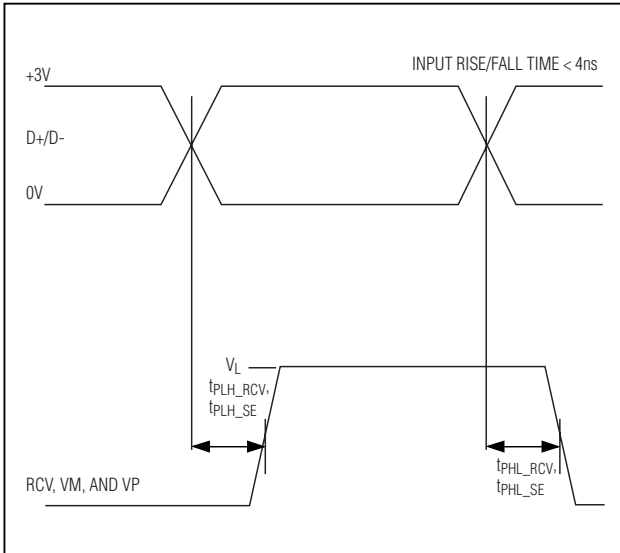 +3V
INPUT RISE/FALL TIME < 4ns
D+/D-
0V
VL
tPLH_RCV,
tPLH_SE
tPHL_RCV,
tPHL_SE
RCV, VM, AND VP